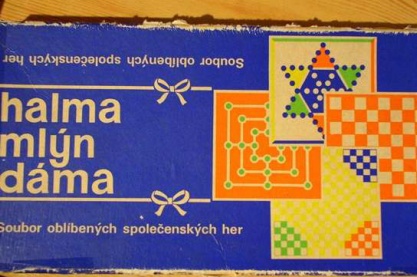 Soubor oblíbených společenských her
halma
mlýn
dáma
Soubor oblíbených společenských her